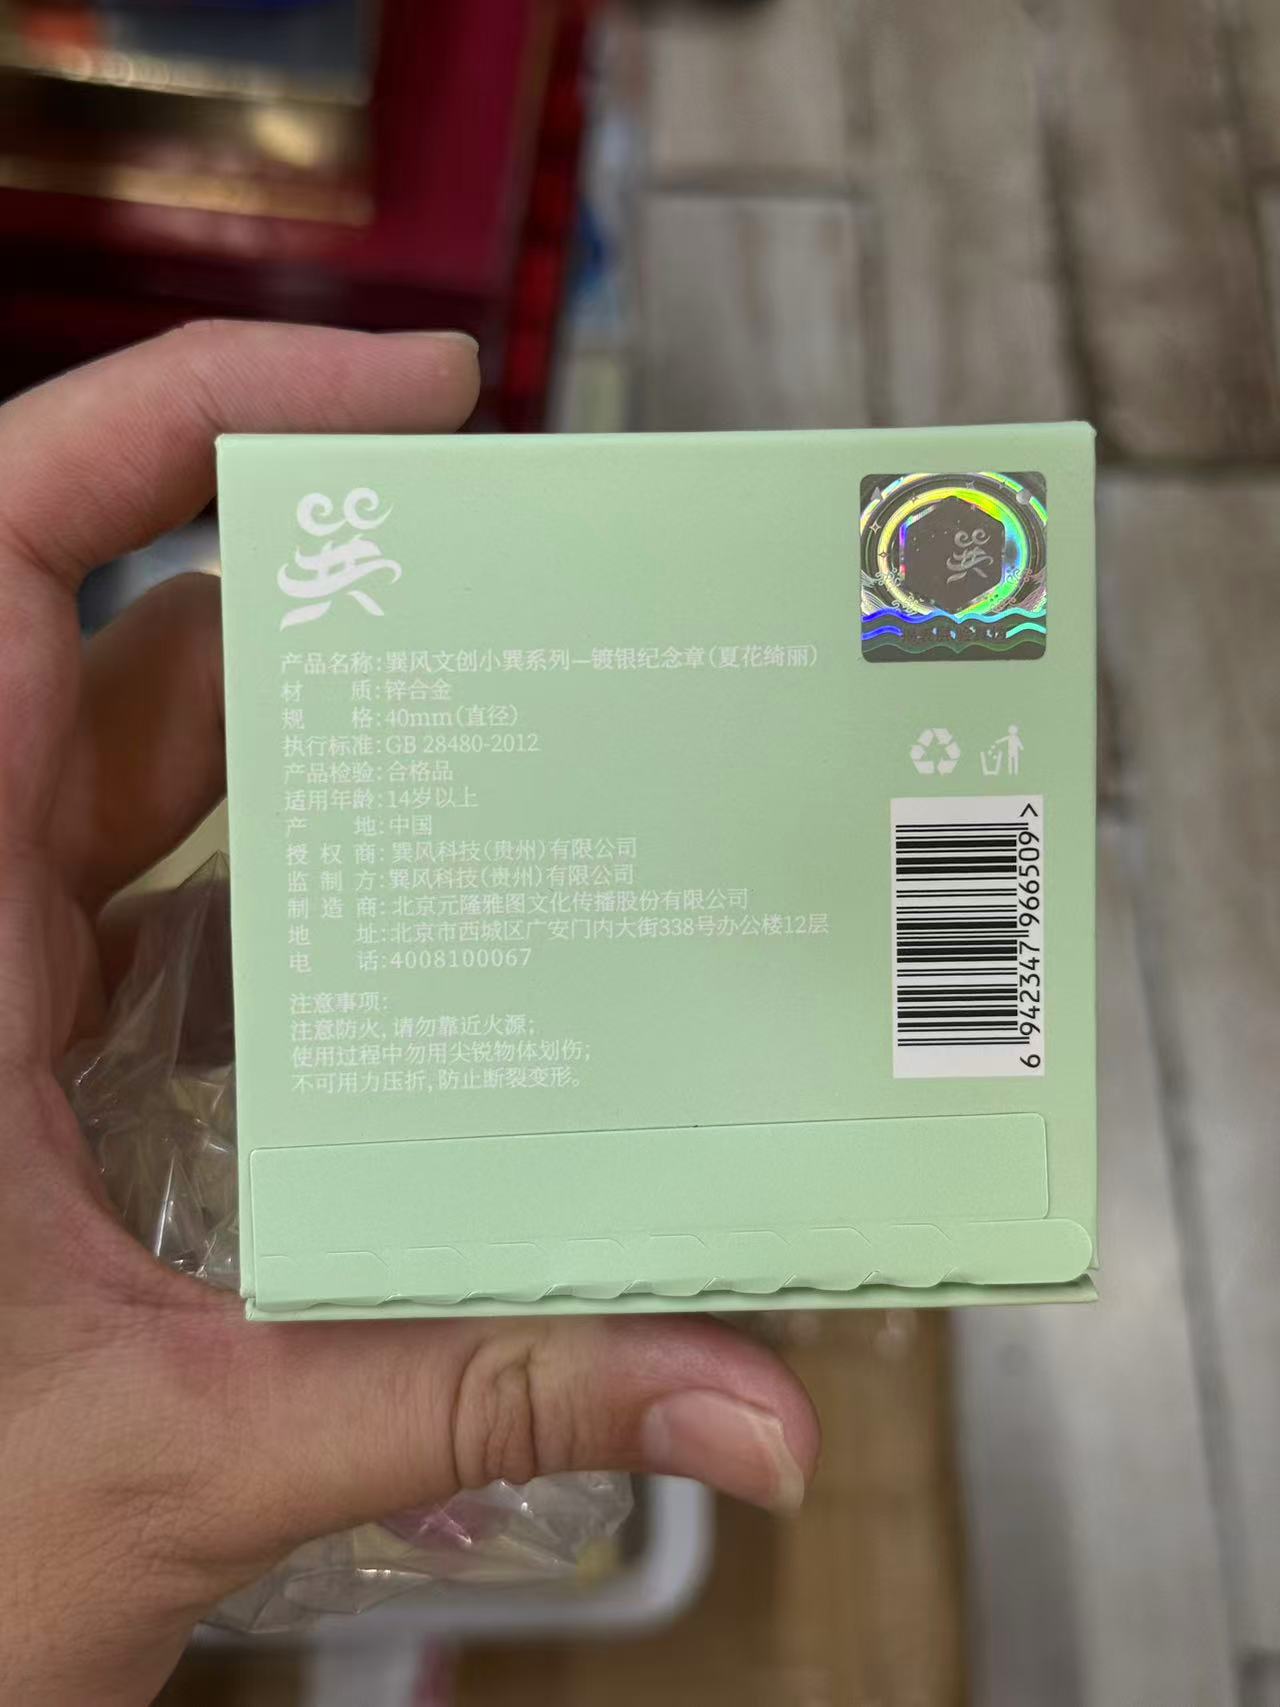 巽
产品名称:巽风文创小巽系列—镀银纪念章(夏花绮丽)
材 质:锌合金
规 格:40mm(直径)
执行标准:GB 28480-2012
产品检验:合格品
适用年龄:14岁以上
产 地:中国
授 权 商:巽风科技(贵州)有限公司
监 制 方:巽风科技(贵州)有限公司
制 造 商:北京元隆雅图文化传播股份有限公司
地 址:北京市西城区广安门内大街338号办公楼12层
电 话:4008100067
注意事项:
注意防火,请勿靠近火源;
使用过程中勿用尖锐物体划伤;
不可用力压折,防止断裂变形。
巽
6 942347 966509 >